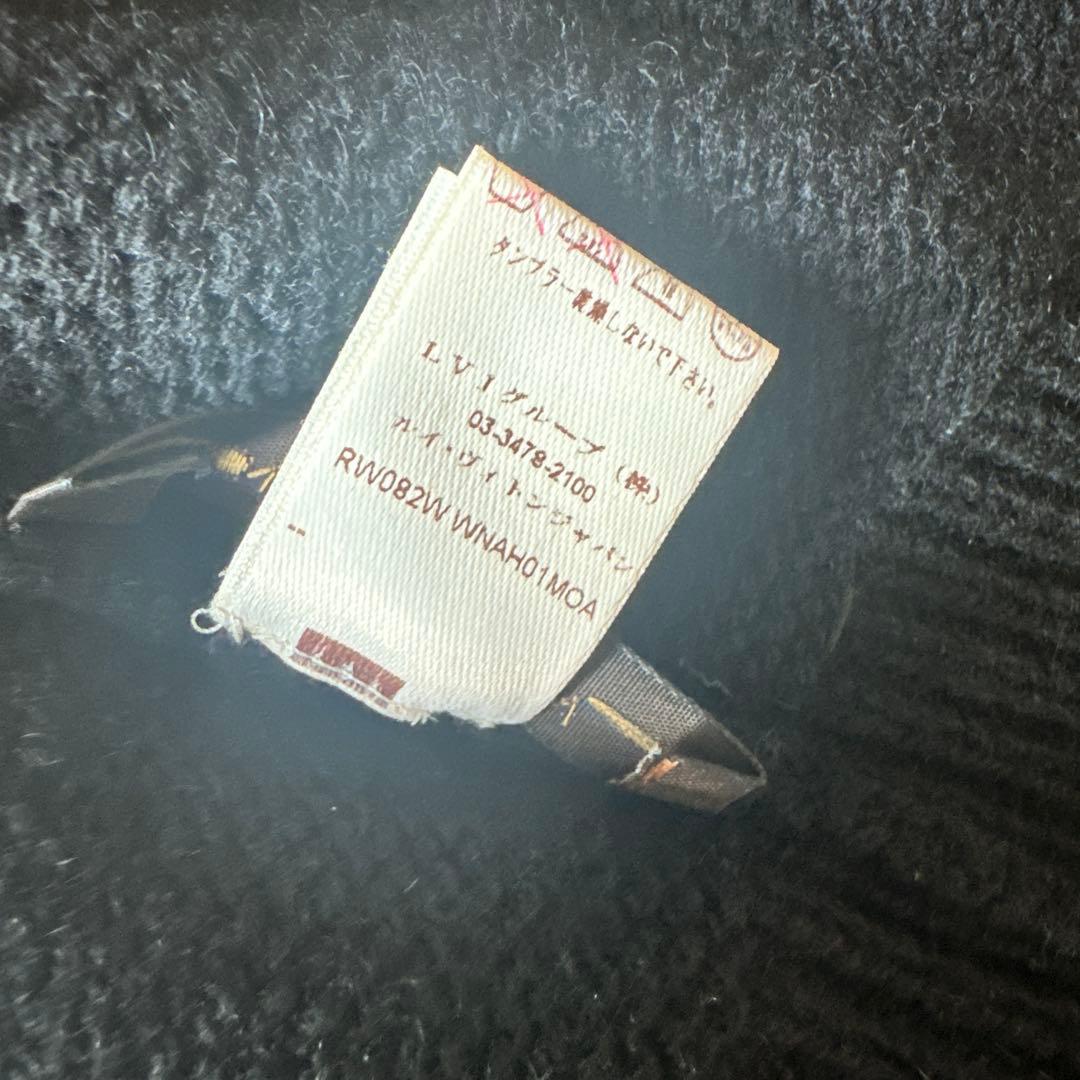 タンブラー乾燥しないで下さい。
LVJグループ（株）
03-3478-2100
ルイ・ヴィトンジャパン
RW082W WNAH01MOA
--